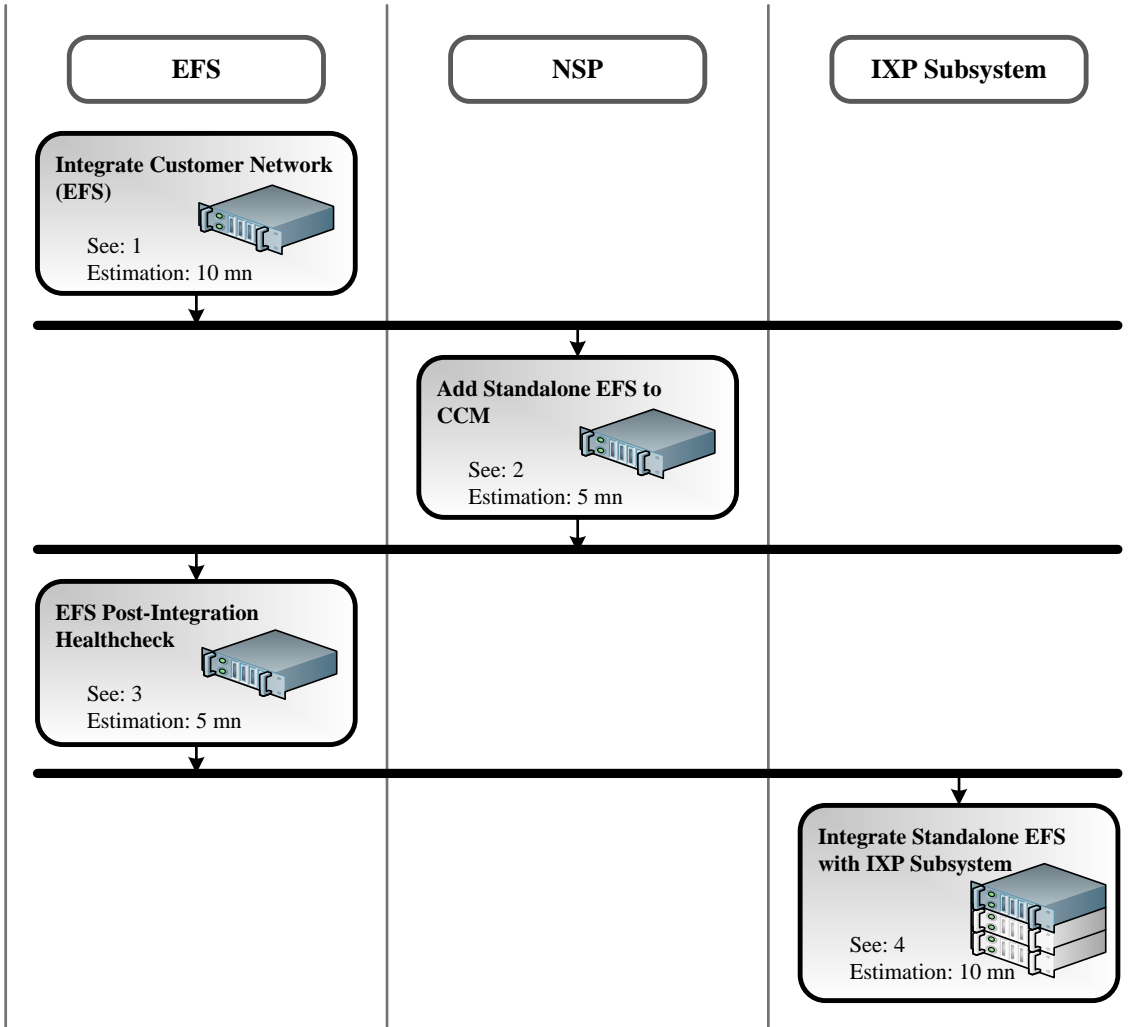 EFS
NSP
IXP Subsystem
Integrate Customer Network
(EFS)
See: 1
Estimation: 10 mn
Add Standalone EFS to
CCM
See: 2
Estimation: 5 mn
EFS Post-Integration
Healthcheck
See: 3
Estimation: 5 mn
Integrate Standalone EFS
with IXP Subsystem
See: 4
Estimation: 10 mn